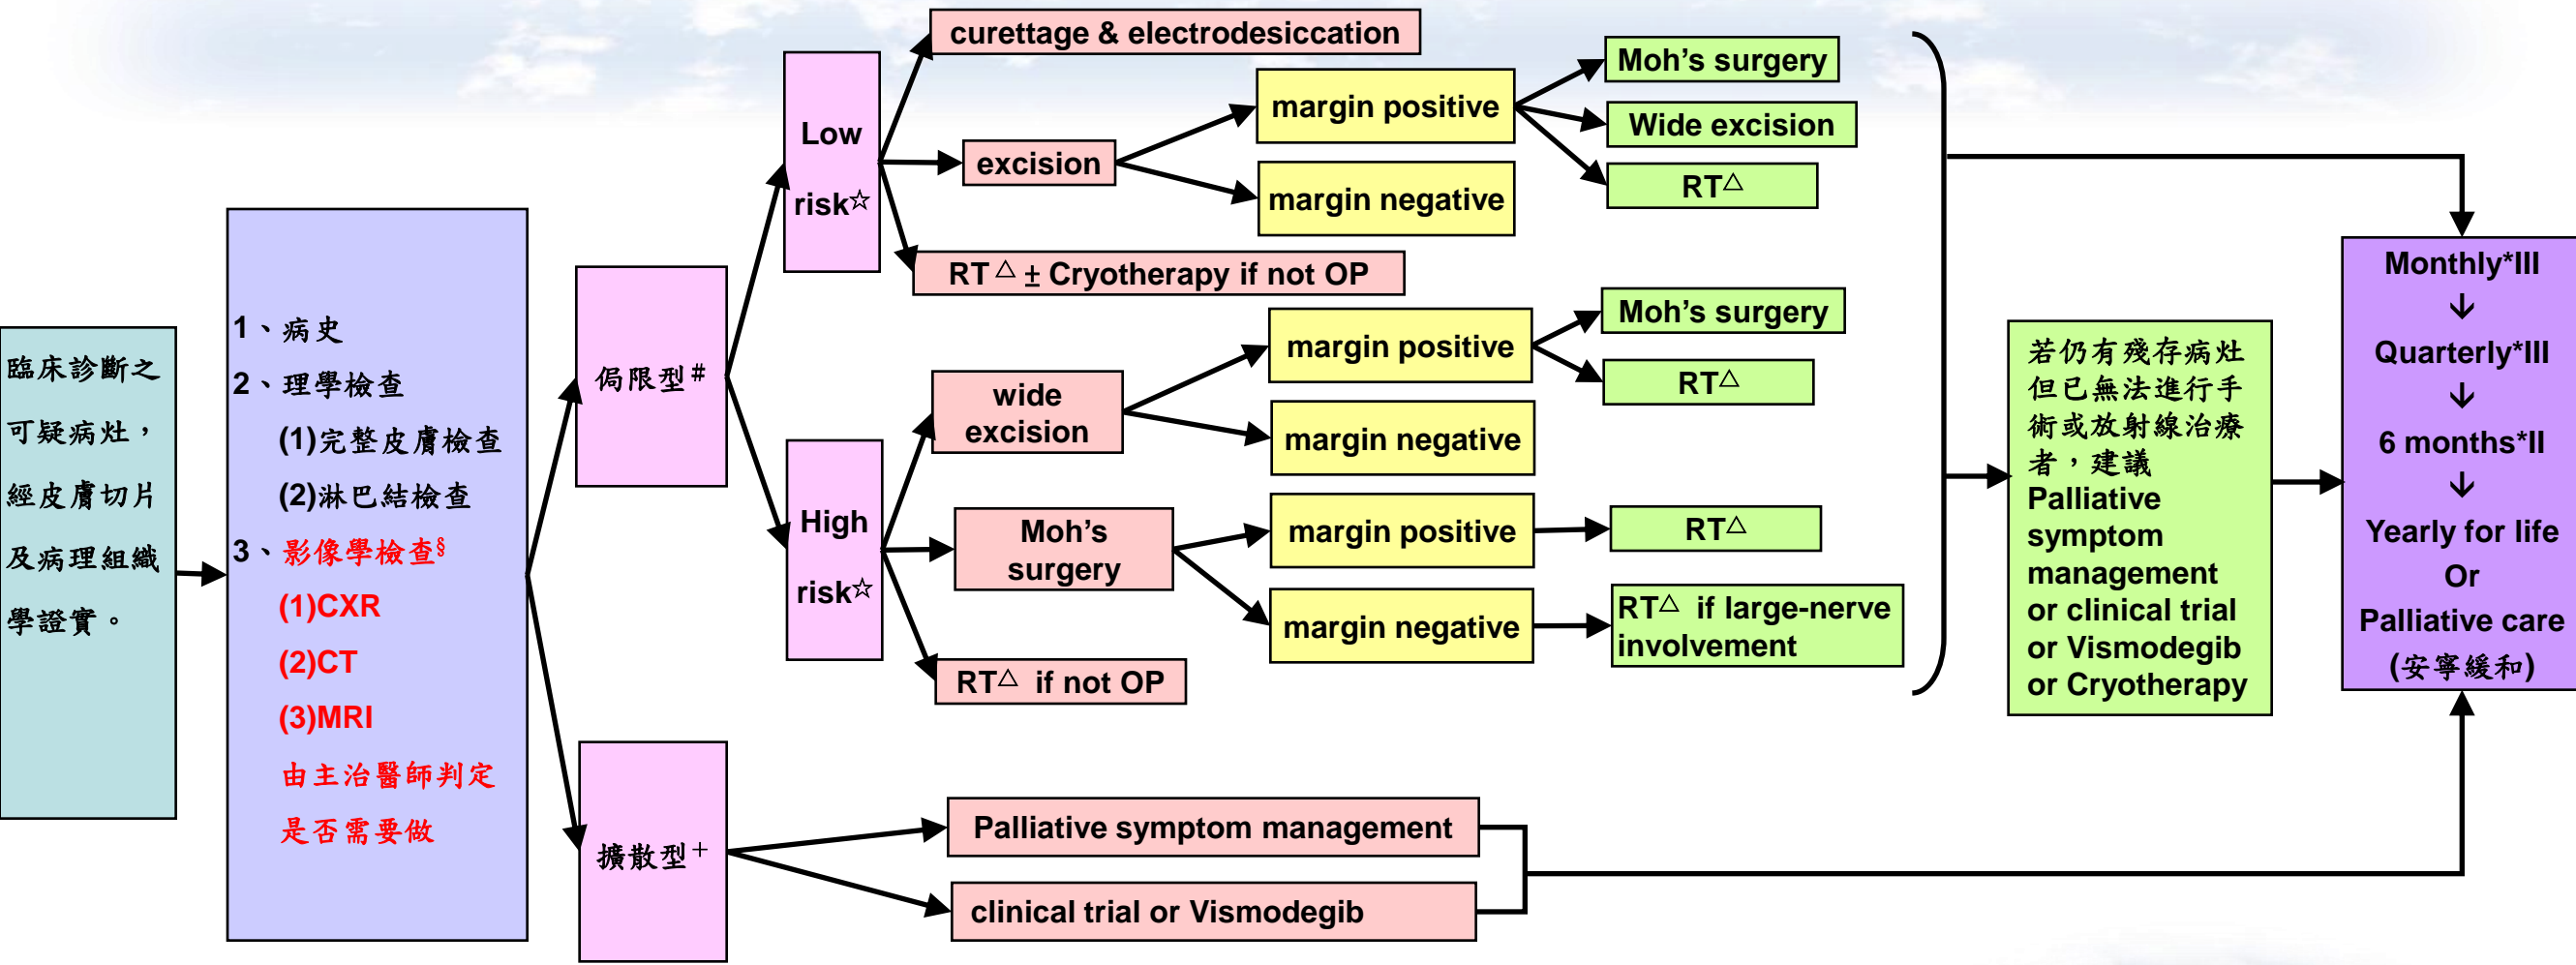 臨床診斷之
可疑病灶，
經皮膚切片
及病理組織
學證實。
1、病史
2、理學檢查
(1)完整皮膚檢查
(2)淋巴結檢查
3、影像學檢查§
(1)CXR
(2)CT
(3)MRI
由主治醫師判定
是否需要做
侷限型#
擴散型+
Low
risk☆
High
risk☆
curettage & electrodesiccation
excision
RT△ ± Cryotherapy if not OP
margin positive
margin negative
Moh’s surgery
Wide excision
RT△
wide
excision
Moh’s
surgery
RT△ if not OP
margin positive
margin negative
margin positive
margin negative
Moh’s surgery
RT△
RT△
RT△ if large-nerve
involvement
Palliative symptom management
clinical trial or Vismodegib
若仍有殘存病灶
但已無法進行手
術或放射線治療
者，建議
Palliative
symptom
management
or clinical trial
or Vismodegib
or Cryotherapy
Monthly*III
↓
Quarterly*III
↓
6 months*II
↓
Yearly for life
Or
Palliative care
(安寧緩和)